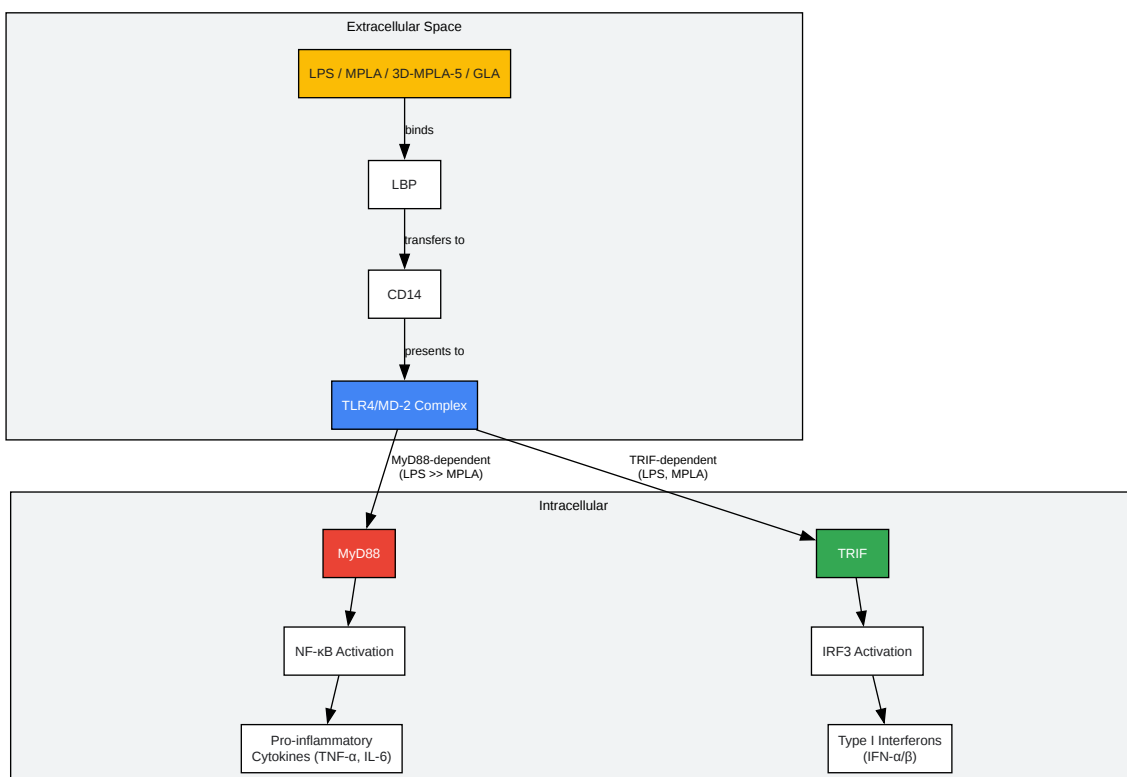 Extracellular Space
LPS / MPLA / 3D-MPLA-5 / GLA
binds
LBP
transfers to
CD14
presents to
TLR4/MD-2 Complex
MyD88-dependent
(LPS >> MPLA)
TRIF-dependent
(LPS, MPLA)
Intracellular
MyD88
TRIF
NF-κB Activation
IRF3 Activation
Pro-inflammatory
Cytokines (TNF-α, IL-6)
Type I Interferons
(IFN-α/β)